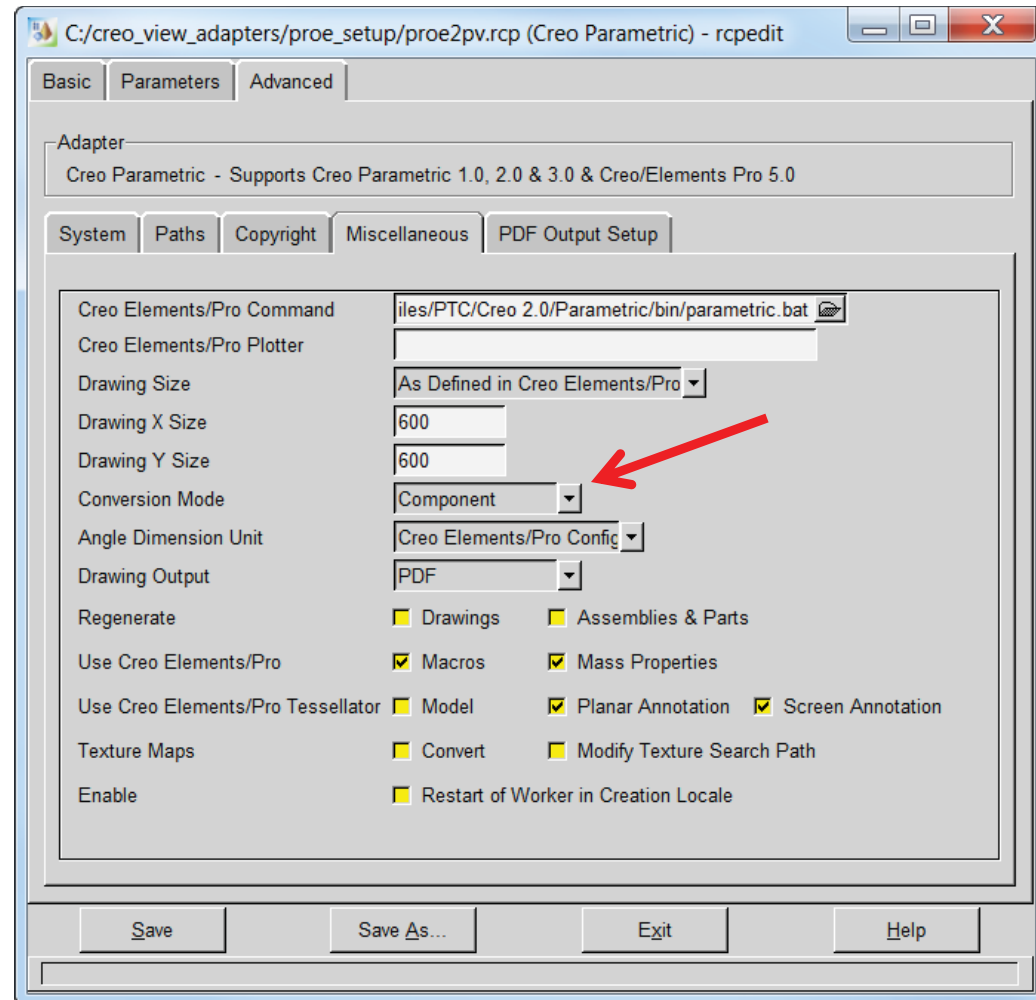 C:/creo_view_adapters/proe_setup/proe2pv.rcp (Creo Parametric) - rcpedit
Basic Parameters Advanced
Adapter
Creo Parametric - Supports Creo Parametric 1.0, 2.0 & 3.0 & Creo/Elements Pro 5.0
System Paths Copyright Miscellaneous PDF Output Setup
Creo Elements/Pro Command iles/PTC/Creo 2.0/Parametric/bin/parametric.bat
Creo Elements/Pro Plotter
Drawing Size As Defined in Creo Elements/Pro
Drawing X Size 600
Drawing Y Size 600
Conversion Mode Component
Angle Dimension Unit Creo Elements/Pro Config
Drawing Output PDF
Regenerate Drawings Assemblies & Parts
Use Creo Elements/Pro Macros Mass Properties
Use Creo Elements/Pro Tessellator Model Planar Annotation Screen Annotation
Texture Maps Convert Modify Texture Search Path
Enable Restart of Worker in Creation Locale
Save Save As... Exit Help